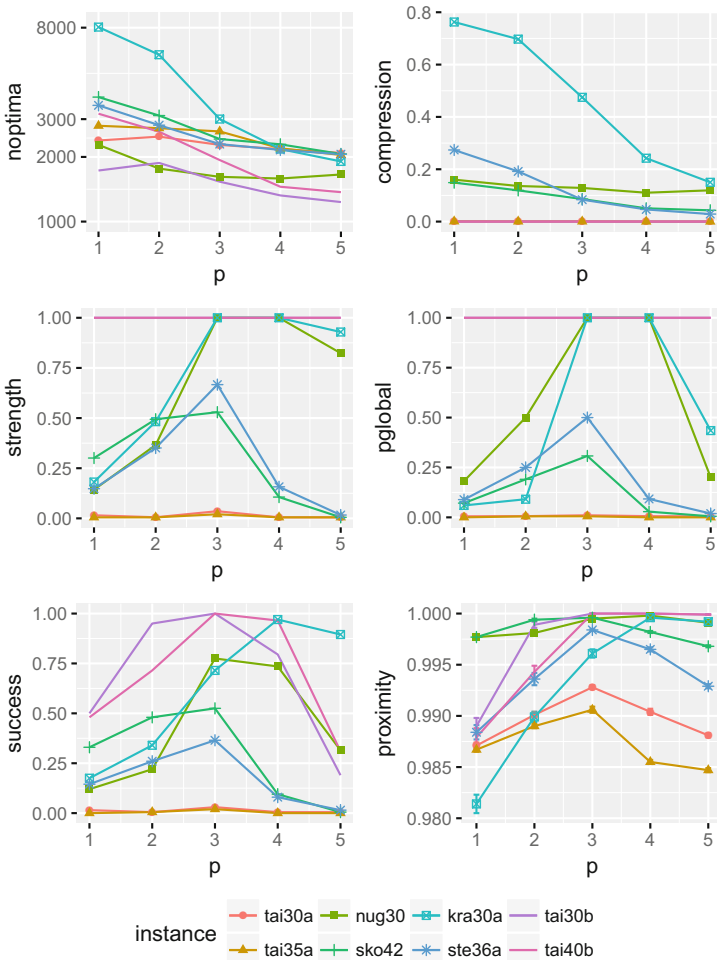 noptima
8000
3000
2000
1000
1 2 3 4 5
p
compression
0.8
0.6
0.4
0.2
0.0
1 2 3 4 5
p
strength
1.00
0.75
0.50
0.25
0.00
1 2 3 4 5
p
pglobal
1.00
0.75
0.50
0.25
0.00
1 2 3 4 5
p
success
1.00
0.75
0.50
0.25
0.00
1 2 3 4 5
p
proximity
1.000
0.995
0.990
0.985
0.980
1 2 3 4 5
p
instance
tai30a nug30 kra30a tai30b
tai35a sko42 ste36a tai40b